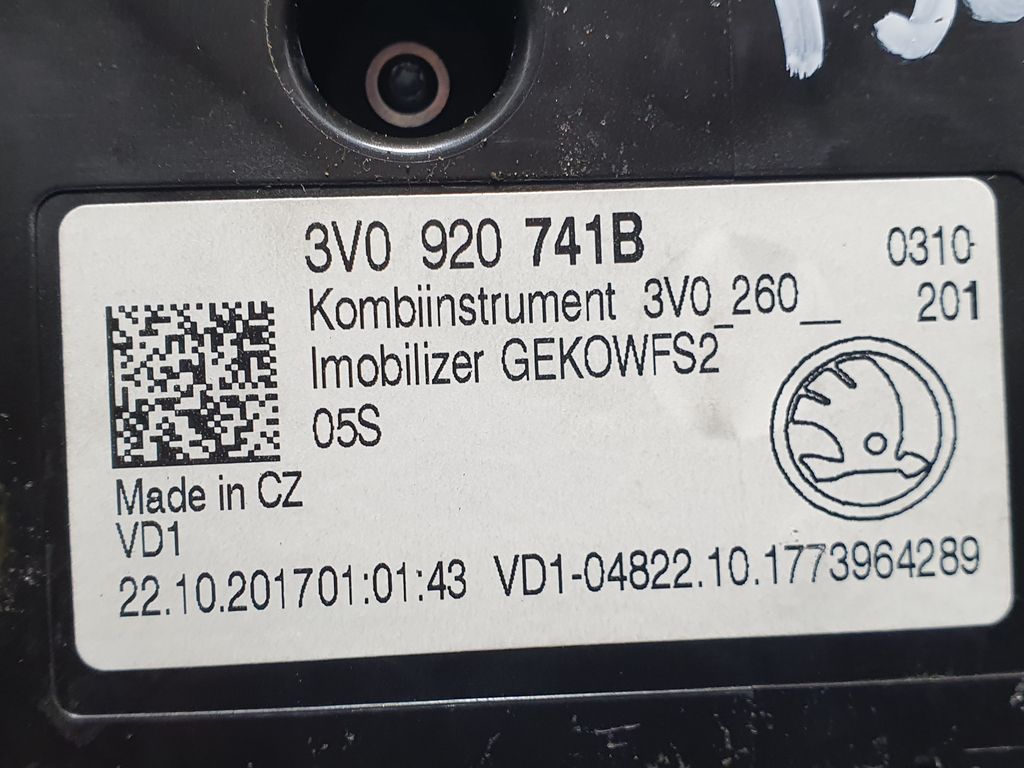 3V0 920 741B 0310
Kombiinstrument 3V0_260__ 201
Imobilizer GEKOWFS2
05S
Made in CZ
VD1
22.10.201701:01:43 VD1-04822.10.1773964289